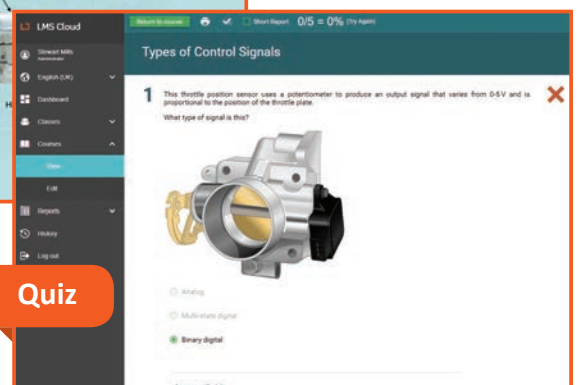 LMS Cloud
Return to course
Short Report
0/5 = 0% (Try Again)
Stewart Mills
Administrator
English (UK)
Dashboard
Classes
Courses
View
Edit
Reports
History
Log out
Types of Control Signals
1
This throttle position sensor uses a potentiometer to produce an output signal that varies from 0-5 V and is
proportional to the position of the throttle plate.
What type of signal is this?
Analog
Multi-state digital
Binary digital
Quiz